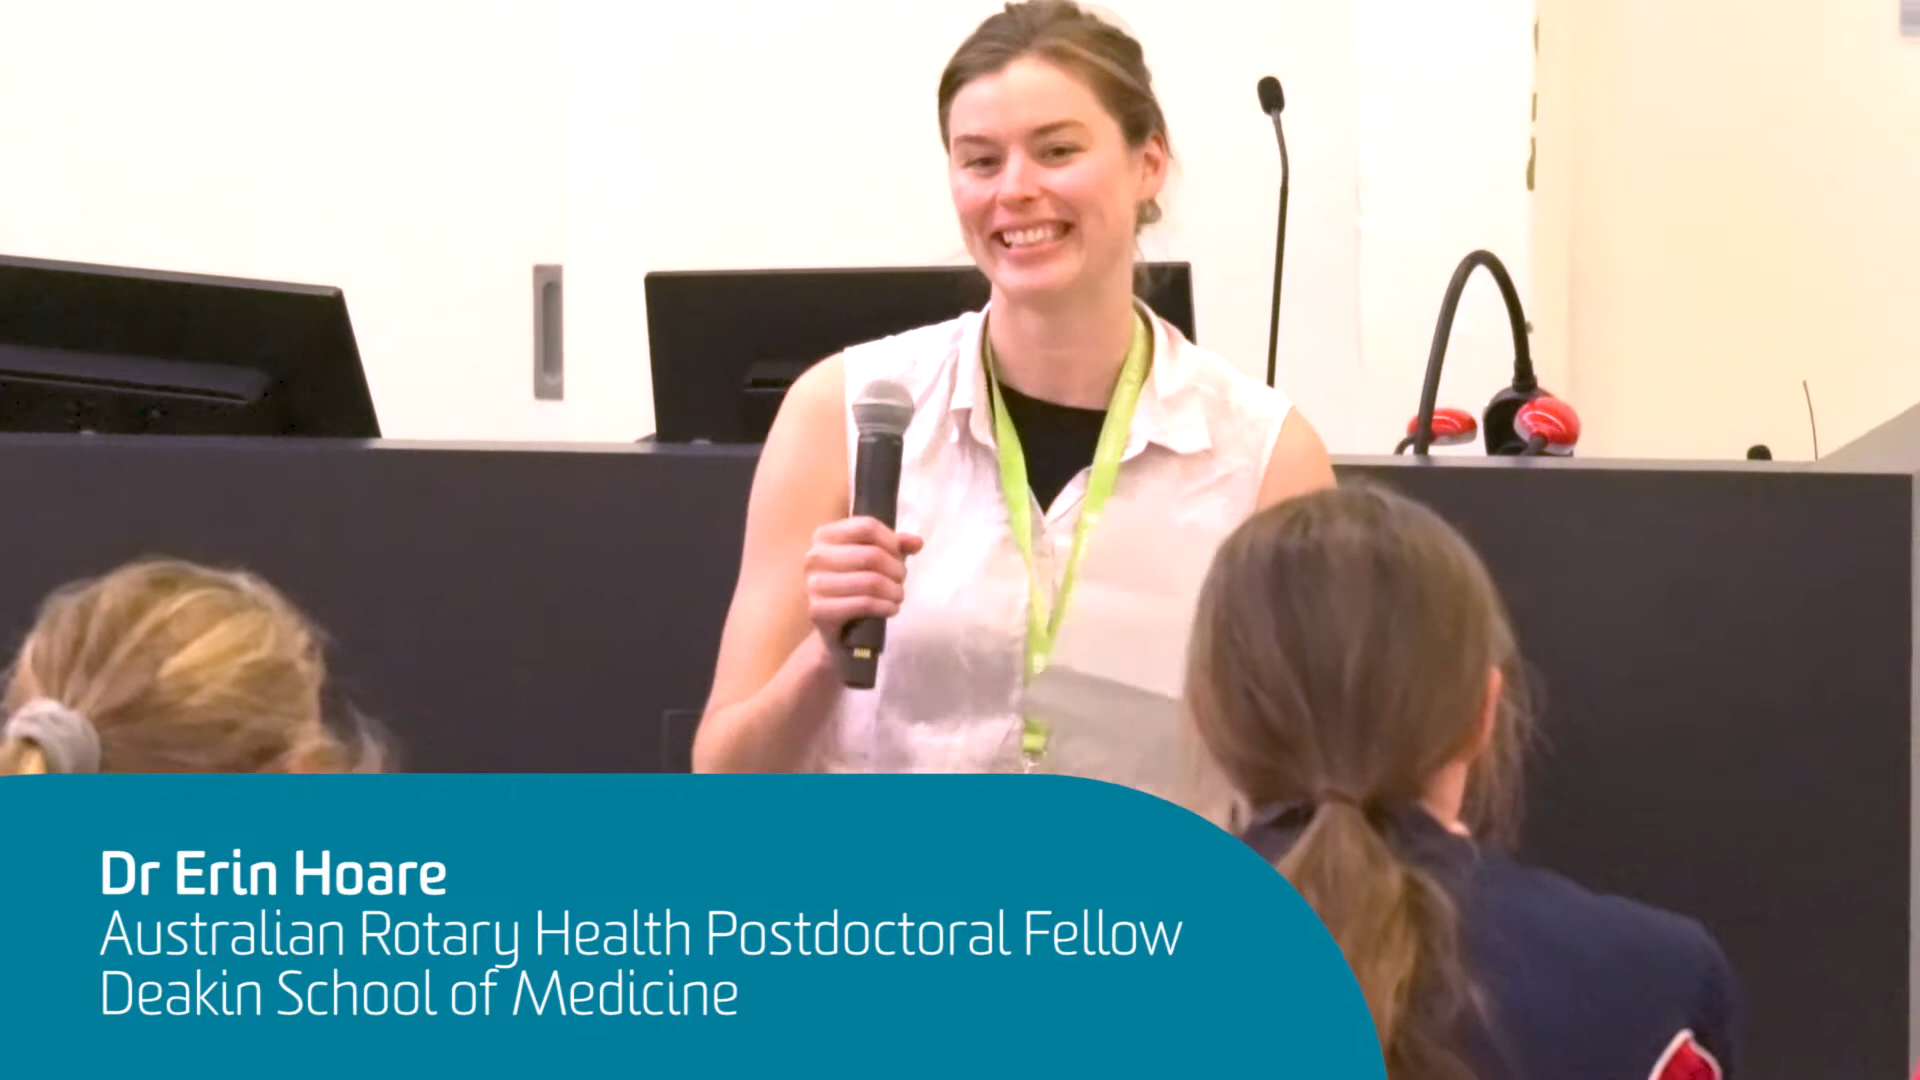 Dr Erin Hoare
Australian Rotary Health Postdoctoral Fellow
Deakin School of Medicine